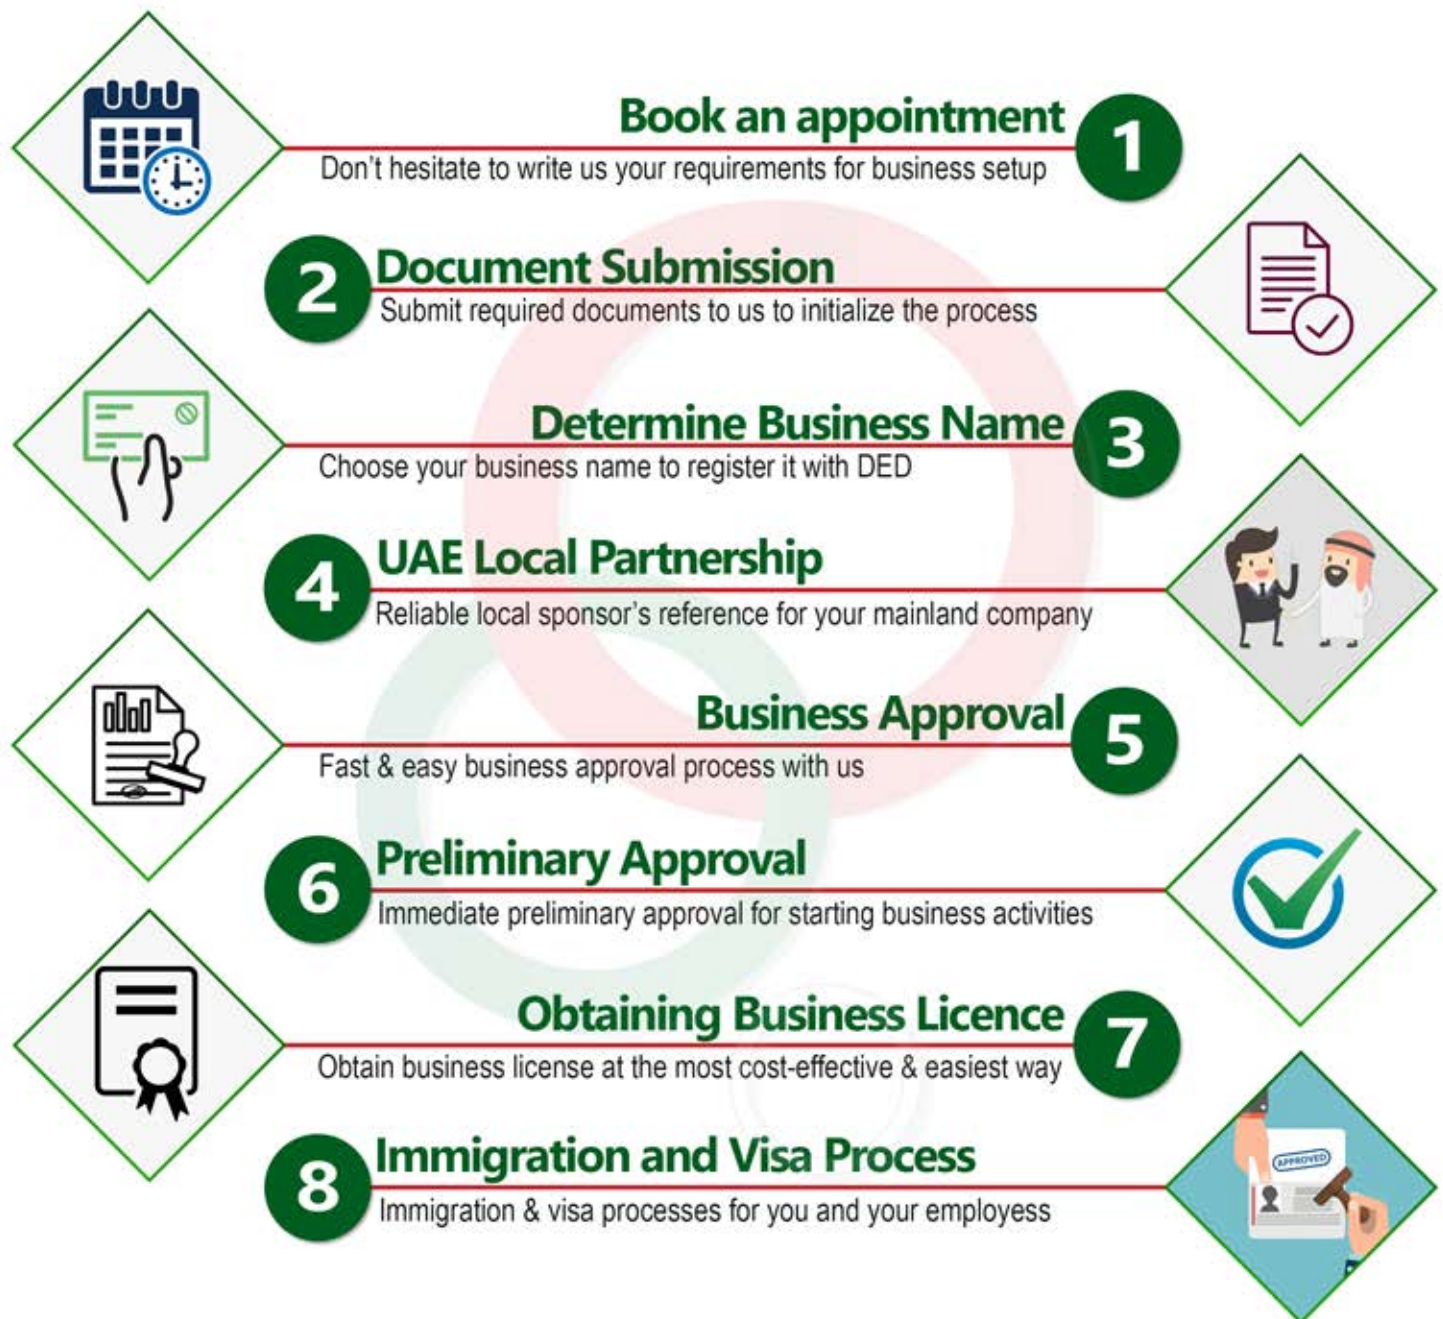 Book an appointment
1
Don't hesitate to write us your requirements for business setup
2
Document Submission
Submit required documents to us to initialize the process
Determine Business Name
3
Choose your business name to register it with DED
4
UAE Local Partnership
Reliable local sponsor's reference for your mainland company
Business Approval
5
Fast & easy business approval process with us
6
Preliminary Approval
Immediate preliminary approval for starting business activities
Obtaining Business Licence
7
Obtain business license at the most cost-effective & easiest way
8
Immigration and Visa Process
APPROVED
Immigration & visa processes for you and your employess